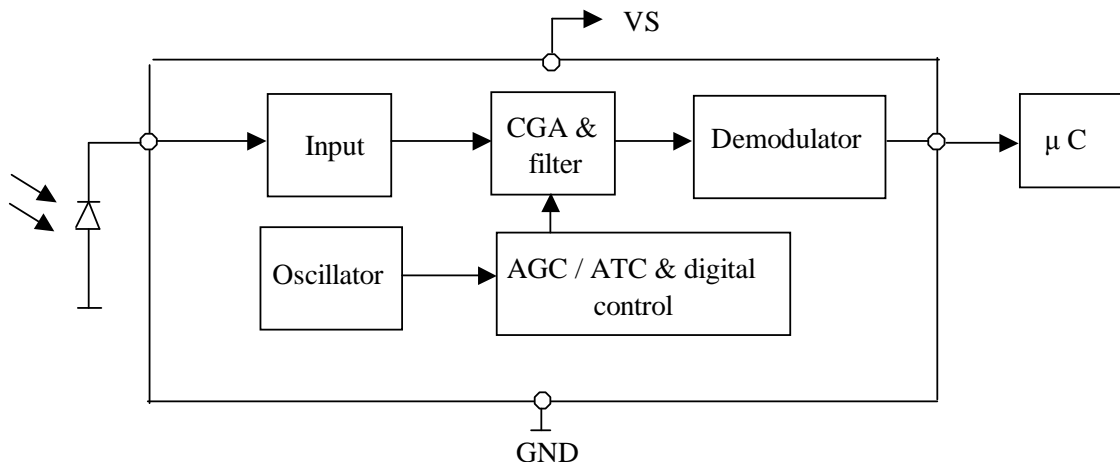 VS
Input
CGA &
filter
Demodulator
μ C
Oscillator
AGC / ATC & digital
control
GND